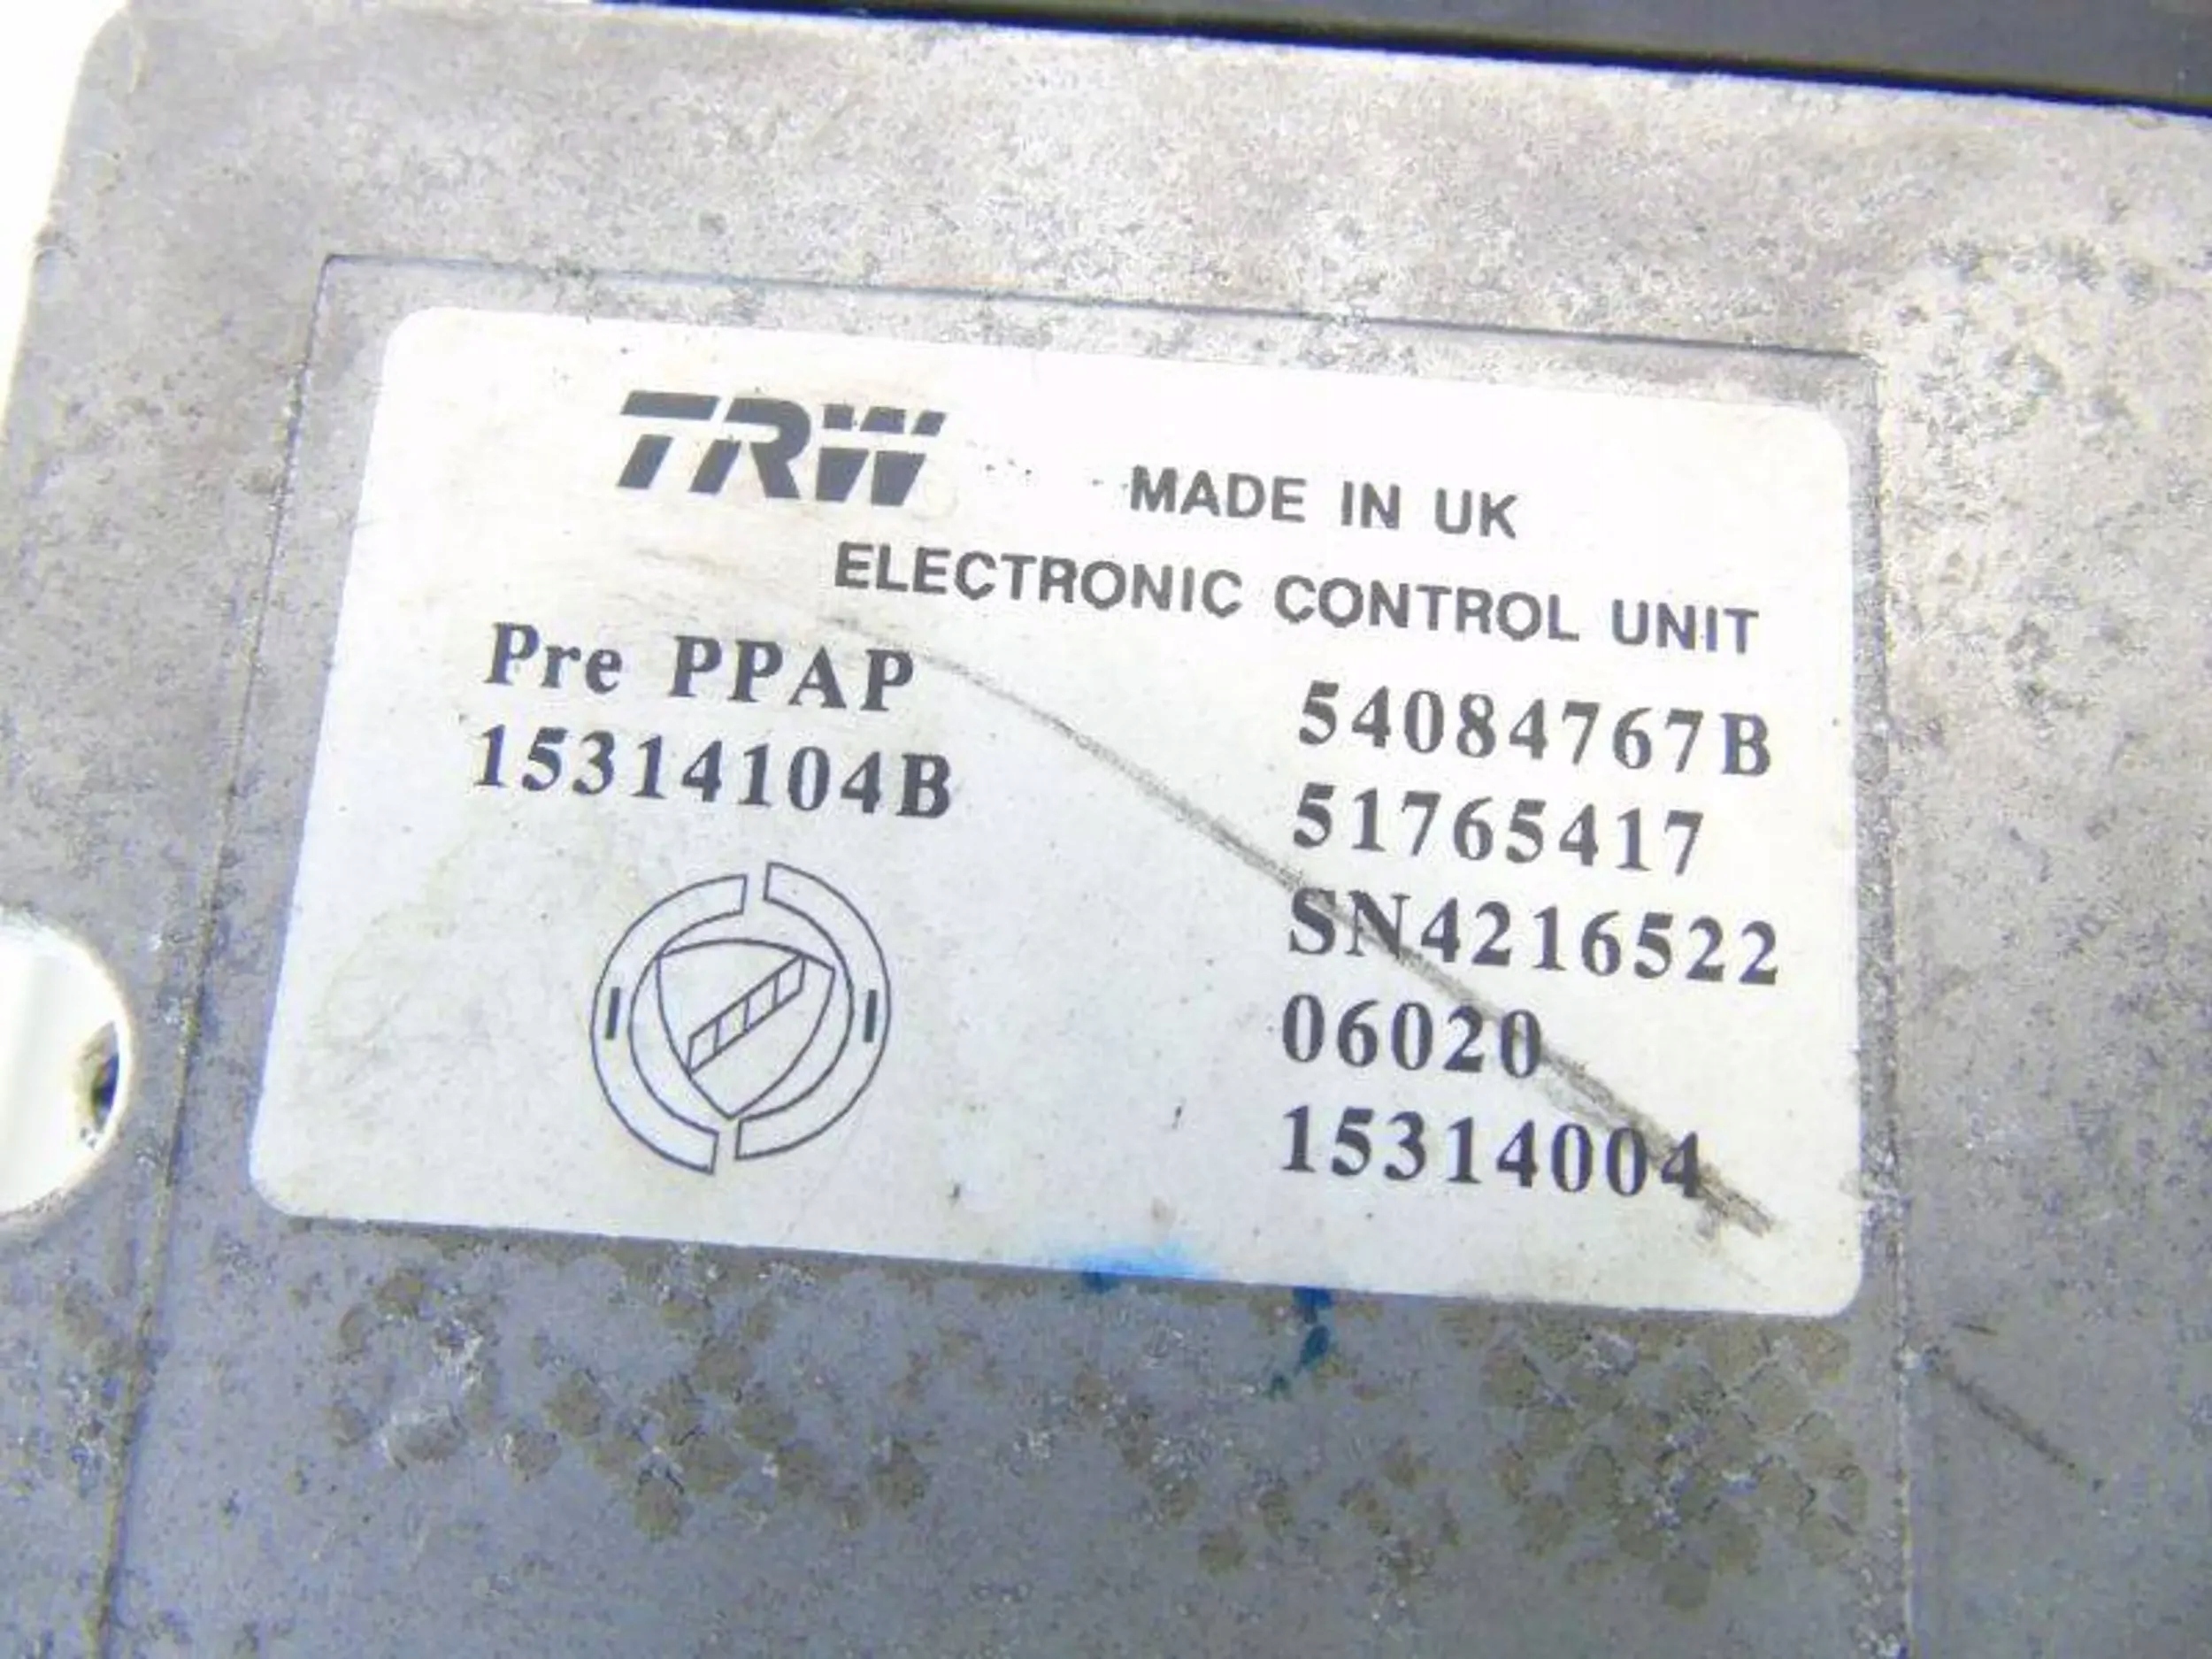 TRW MADE IN UK
ELECTRONIC CONTROL UNIT
Pre PPAP 54084767B
15314104B 51765417
SN4216522
06020
15314004